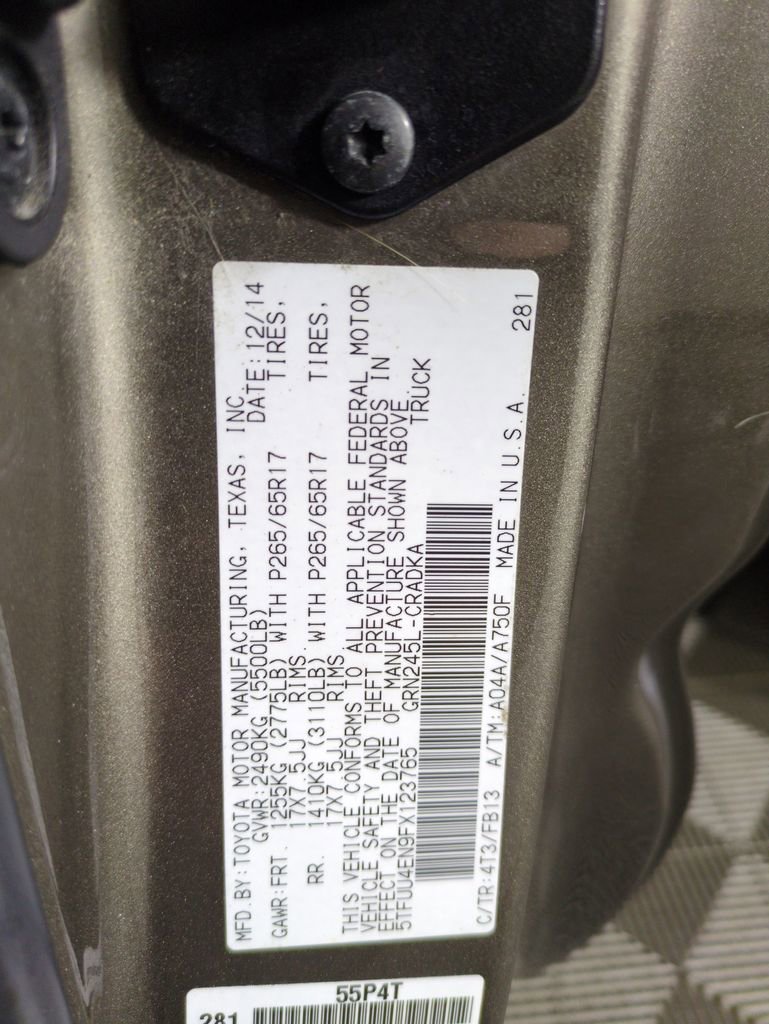 MFD.BY:TOYOTA MOTOR MANUFACTURING, TEXAS, INC.
GVWR:2490KG (5500LB) DATE:12/14
GAWR:FRT. 1255KG (2775LB) WITH P265/65R17 TIRES,
17X7.5JJ RIMS
RR. 1410KG (3110LB) WITH P265/65R17 TIRES,
17X7.5JJ RIMS
THIS VEHICLE CONFORMS TO ALL APPLICABLE FEDERAL MOTOR
VEHICLE SAFETY AND THEFT PREVENTION STANDARDS IN
EFFECT ON THE DATE OF MANUFACTURE SHOWN ABOVE.
5TFUU4EN9FX123765 GRN245L-CRADKA TRUCK
C/TR:4T3/FB13 A/TM:A04A/A750F MADE IN U.S.A. 281
55P4T
281